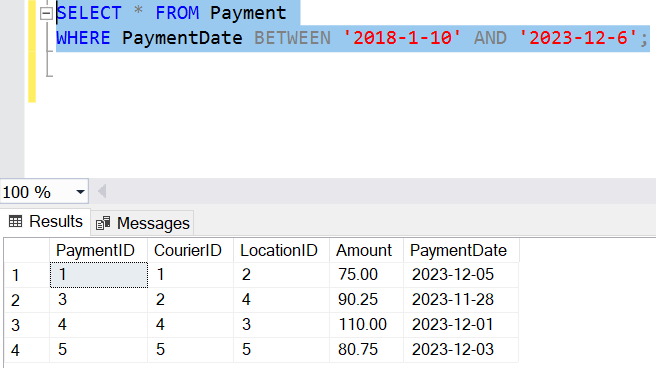 SELECT * FROM Payment
WHERE PaymentDate BETWEEN '2018-1-10' AND '2023-12-6';
100 %
Results Messages
PaymentID CourierID LocationID Amount PaymentDate
1 1 1 2 75.00 2023-12-05
2 3 2 4 90.25 2023-11-28
3 4 4 3 110.00 2023-12-01
4 5 5 5 80.75 2023-12-03